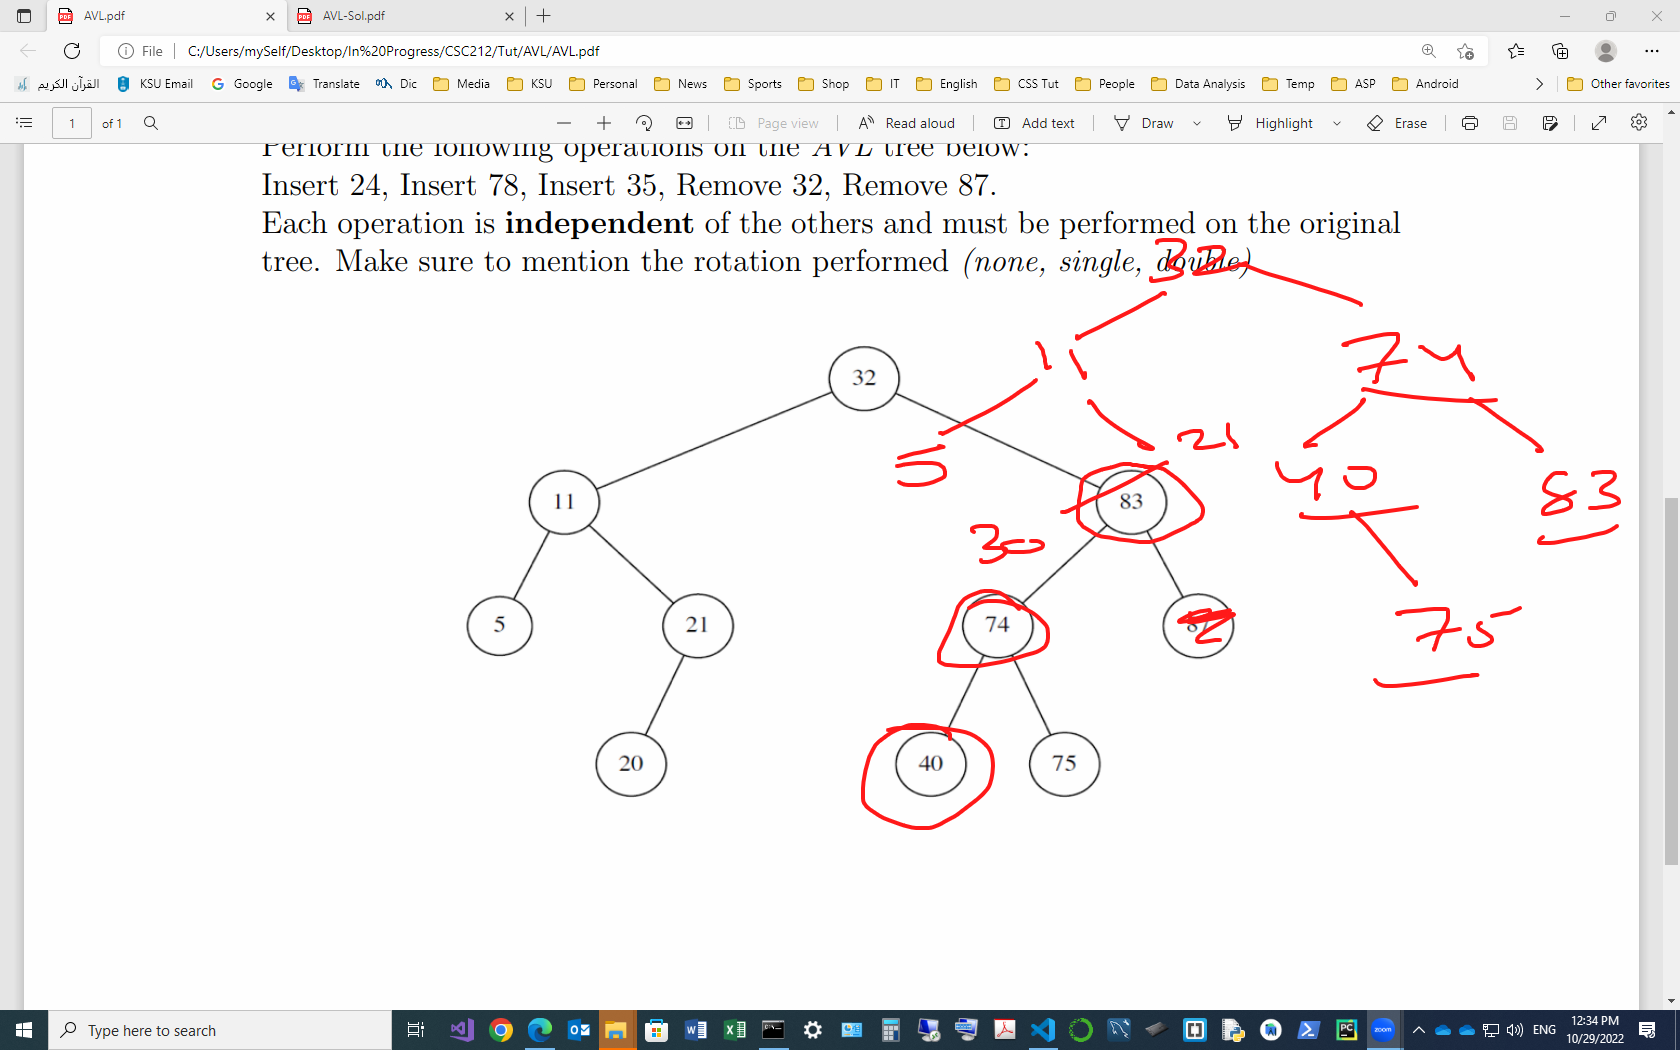 AVL.pdf
AVL-Sol.pdf
File
C:/Users/mySelf/Desktop/In%20Progress/CSC212/Tut/AVL/AVL.pdf
القرآن الكريم KSU Email Google Translate Dic Media KSU Personal News Sports Shop IT English CSS Tut People Data Analysis Temp ASP Android Other favorites
1 of 1 Page view Read aloud Add text Draw Highlight Erase
Perform the following operations on the AVL tree below:
Insert 24, Insert 78, Insert 35, Remove 32, Remove 87.
Each operation is independent of the others and must be performed on the original
tree. Make sure to mention the rotation performed (none, single, double)
32
32
11
74
21
5
40
83
11
83
30
5
21
74
87
75
20
40
75
Type here to search
ENG
12:34 PM
10/29/2022
zoom